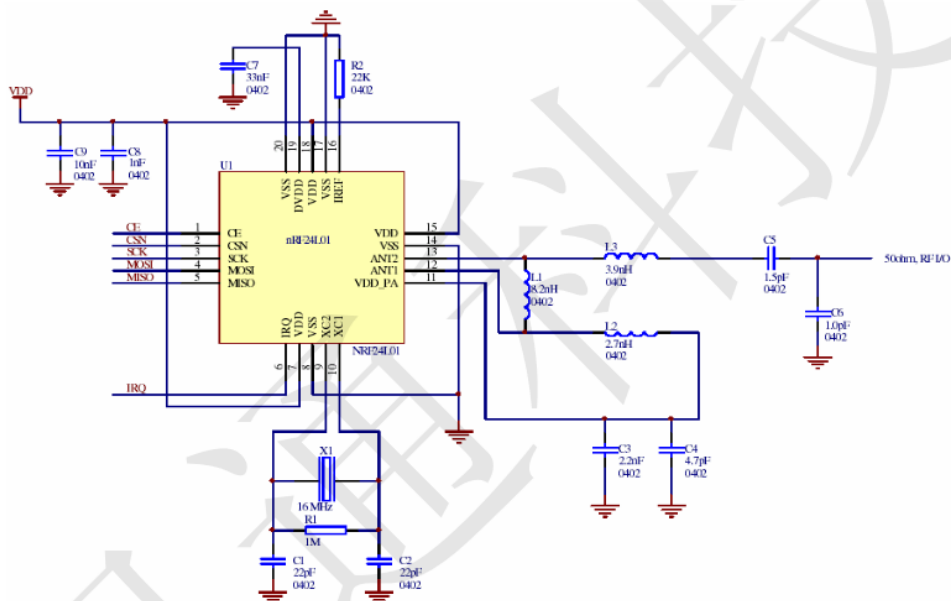 C7
33nF
0402
R2
22K
0402
VDD
C9
10nF
0402
C8
1nF
0402
20
19
18
17
16
U1
VSS
DVDD
VDD
VSS
IREF
CE
1
CE
VDD
15
CSN
2
CSN
nRF24L01
VSS
14
SCK
3
SCK
ANT2
13
MOSI
4
MOSI
ANT1
12
MISO
5
MISO
VDD_PA
11
L3
3.9nH
0402
C5
1.5pF
0402
50ohm, RF I/O
L1
8.2nH
0402
L2
2.7nH
0402
C6
1.0pF
0402
IRQ
VDD
VSS
XC2
XC1
NRF24L01
6
7
8
9
10
IRQ
C3
2.2nF
0402
C4
4.7pF
0402
X1
16 MHz
R1
1M
C1
22pF
0402
C2
22pF
0402
通科技